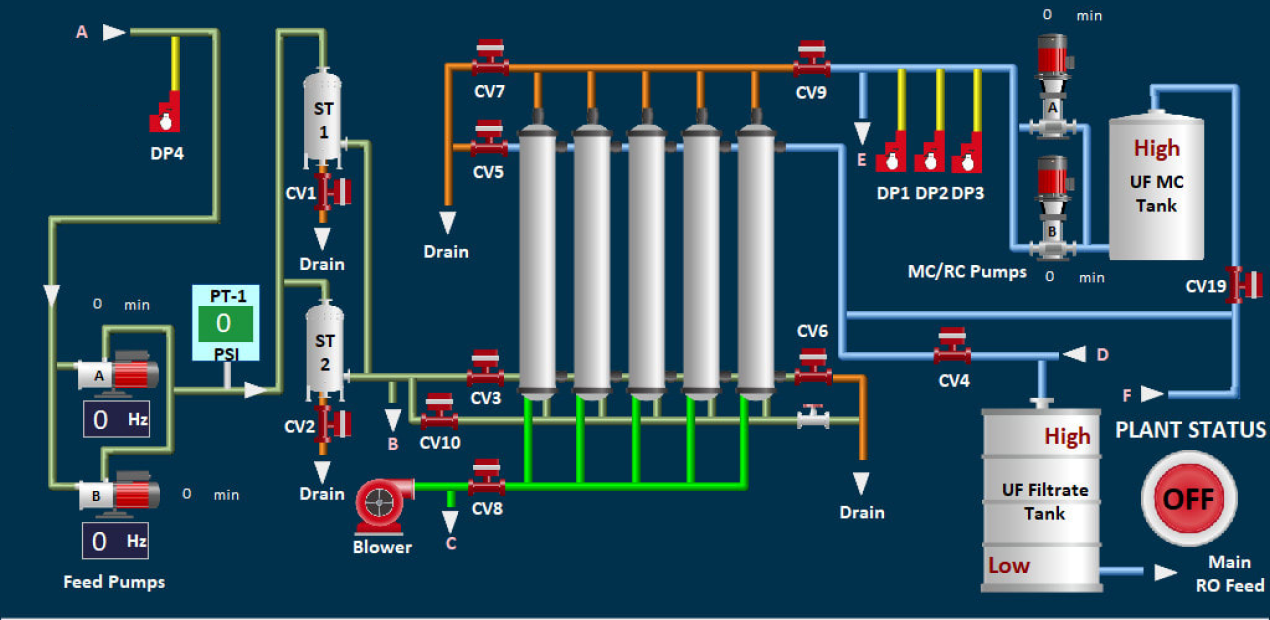 0 min
A
CV7
CV9
ST
1
A
High
UF MC
Tank
DP4
CV5
E
DP1 DP2 DP3
CV1
B
Drain
Drain
MC/RC Pumps
0 min
CV19
PT-1
0
PSI
0 min
ST
2
CV6
D
CV4
A
CV3
F
0 Hz
CV2
B
CV10
High
PLANT STATUS
B
0 min
Drain
CV8
UF Filtrate
Tank
OFF
Drain
0 Hz
Blower
C
Low
Main
RO Feed
Feed Pumps